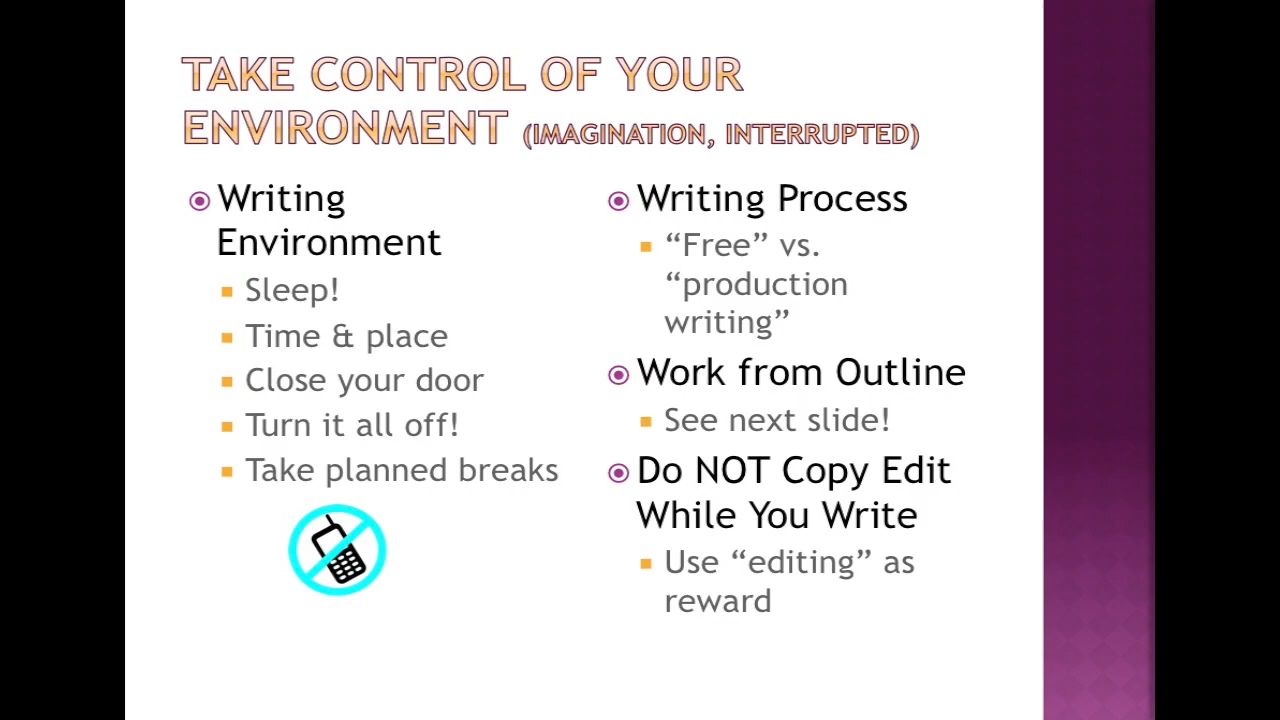 TAKE CONTROL OF YOUR
ENVIRONMENT (IMAGINATION, INTERRUPTED)
Writing
Environment
Sleep!
Time & place
Close your door
Turn it all off!
Take planned breaks
Writing Process
“Free” vs.
“production
writing”
Work from Outline
See next slide!
Do NOT Copy Edit
While You Write
Use “editing” as
reward